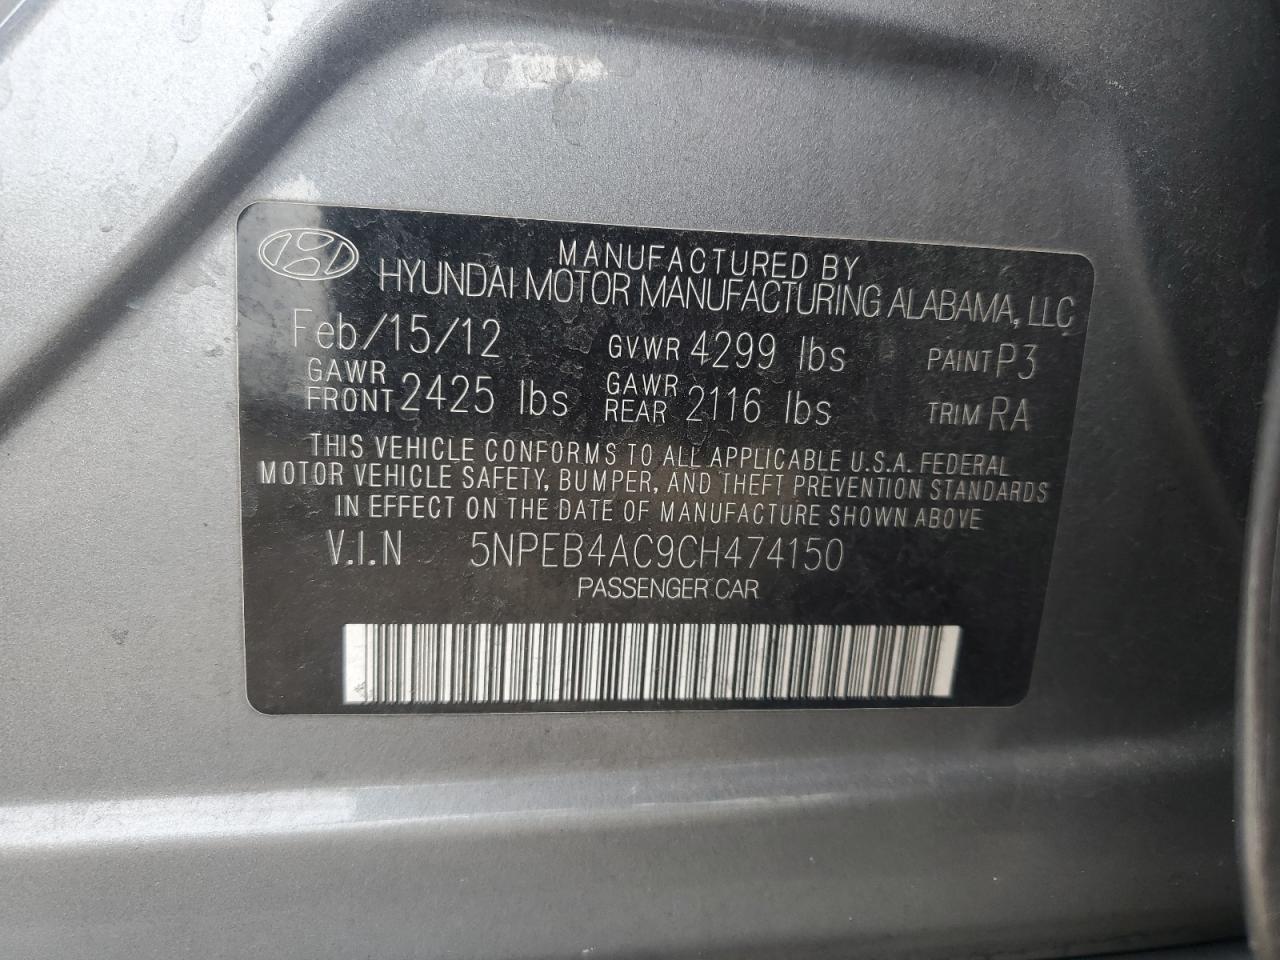 MANUFACTURED BY
HYUNDAI MOTOR MANUFACTURING ALABAMA, LLC
Feb/15/12 GVWR 4299 lbs PAINT P3
GAWR FRONT 2425 lbs GAWR REAR 2116 lbs TRIM RA
THIS VEHICLE CONFORMS TO ALL APPLICABLE U.S.A. FEDERAL
MOTOR VEHICLE SAFETY, BUMPER, AND THEFT PREVENTION STANDARDS
IN EFFECT ON THE DATE OF MANUFACTURE SHOWN ABOVE
V.I.N 5NPEB4AC9CH474150
PASSENGER CAR